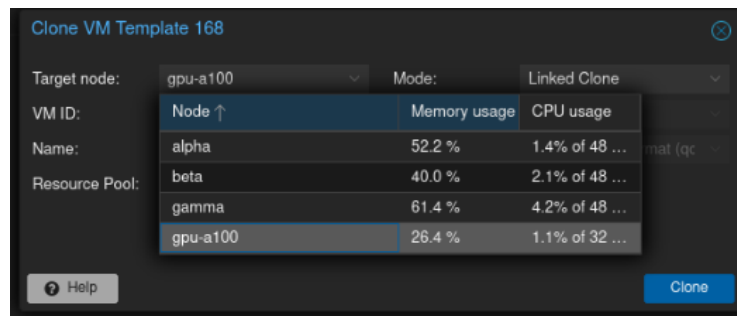 Clone VM Template 168
Target node: gpu-a100 Mode: Linked Clone
VM ID: Node ↑ Memory usage CPU usage
Name: alpha 52.2 % 1.4% of 48 ... mat (qc
Resource Pool: beta 40.0 % 2.1% of 48 ...
gamma 61.4 % 4.2% of 48 ...
gpu-a100 26.4 % 1.1% of 32 ...
Help Clone